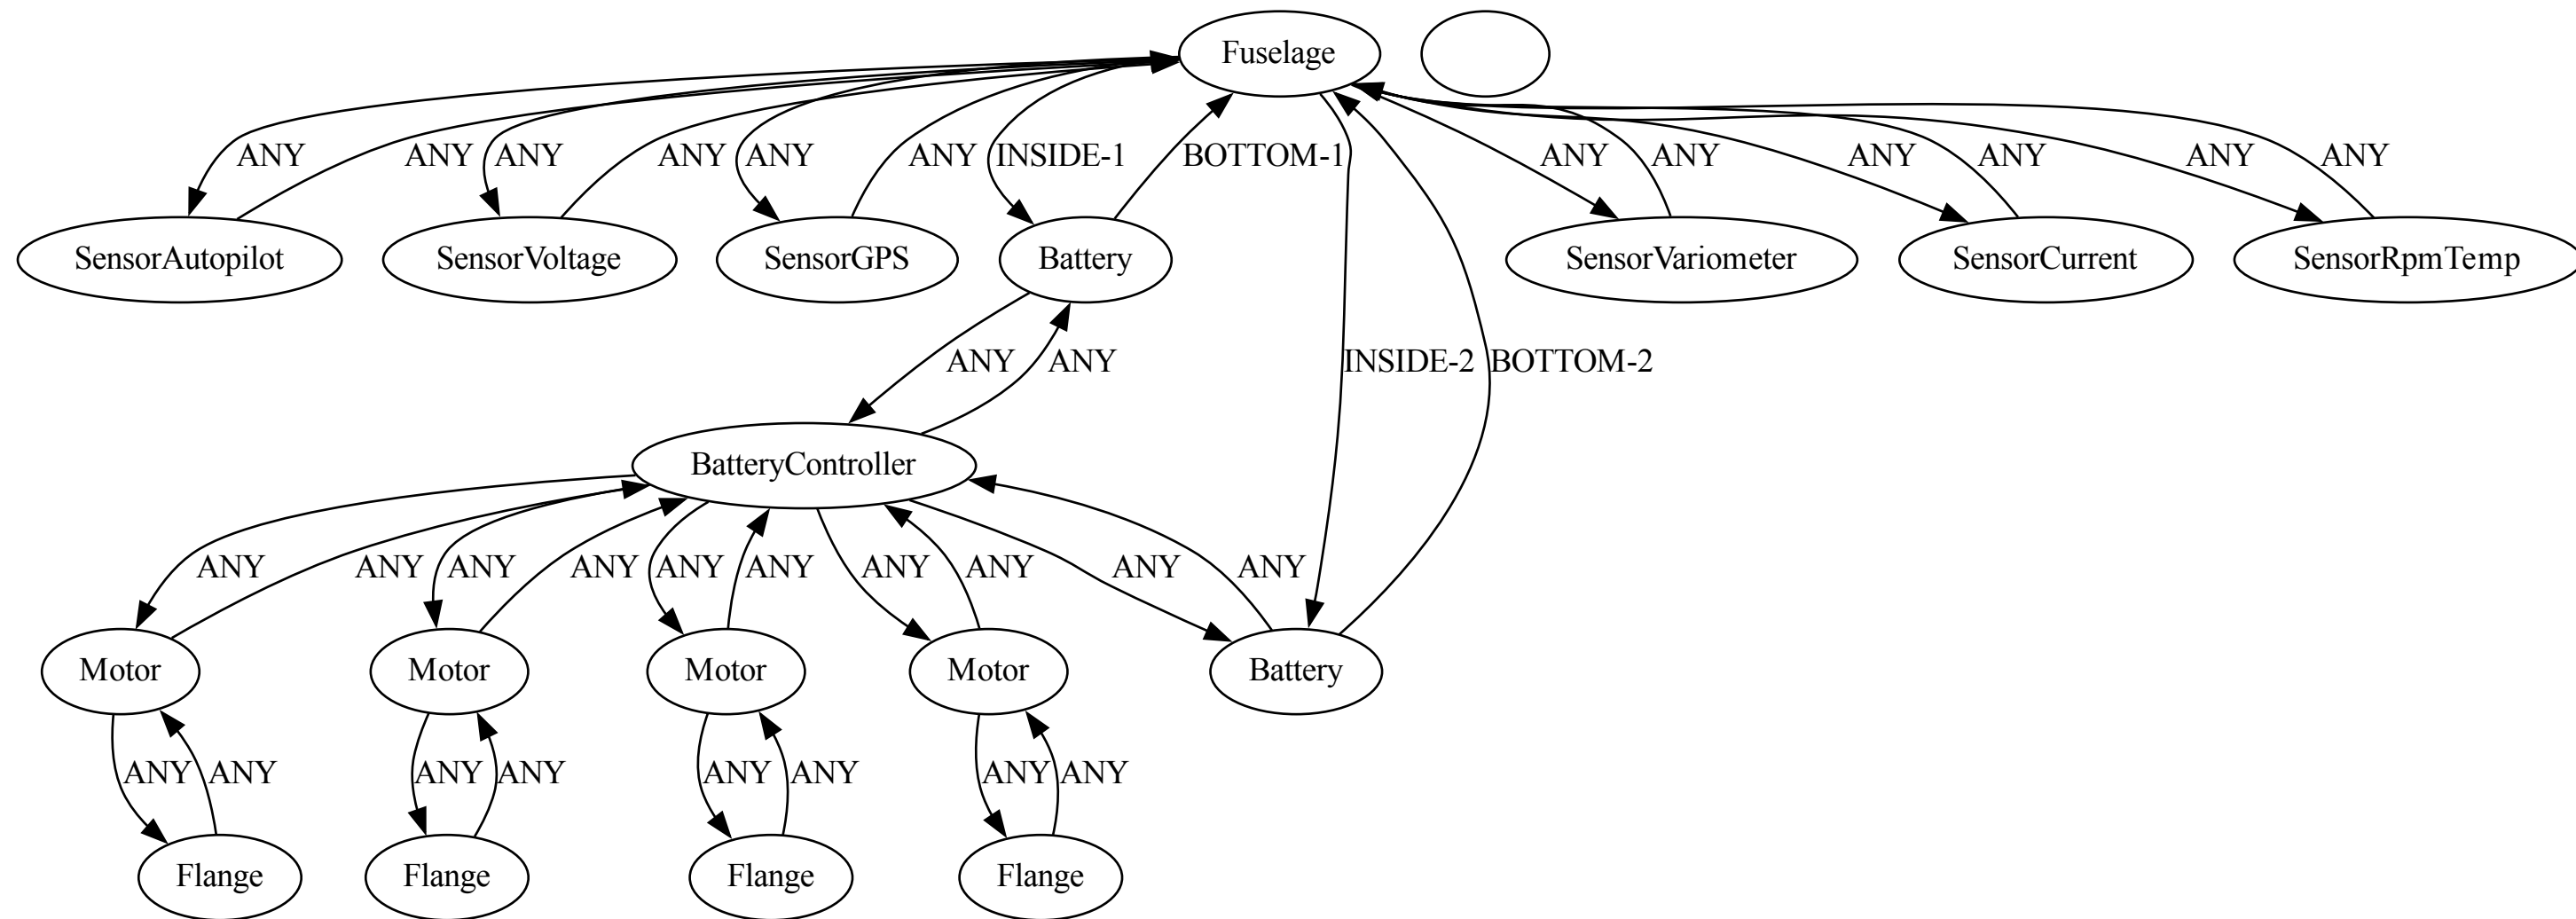 Fuselage
ANY ANY ANY ANY ANY ANY INSIDE-1 BOTTOM-1 ANY ANY ANY ANY ANY ANY
SensorAutopilot SensorVoltage SensorGPS Battery SensorVariometer SensorCurrent SensorRpmTemp
ANY ANY INSIDE-2 BOTTOM-2
BatteryController
ANY ANY ANY ANY ANY ANY ANY ANY ANY ANY
Motor Motor Motor Motor Battery
ANY ANY ANY ANY ANY ANY ANY ANY
Flange Flange Flange Flange